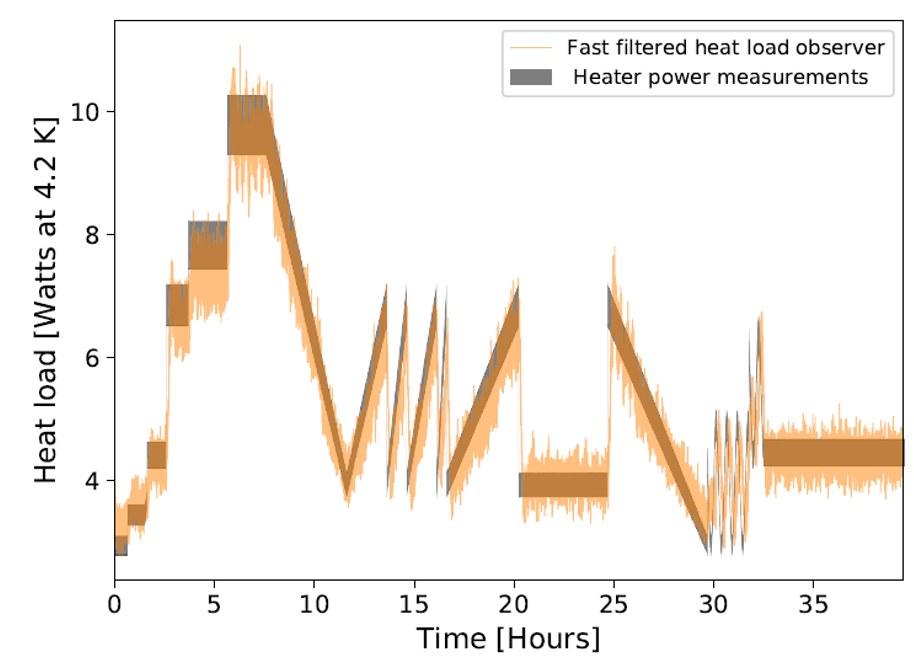 Fast filtered heat load observer
Heater power measurements
Heat load [Watts at 4.2 K]
10
8
6
4
0 5 10 15 20 25 30 35
Time [Hours]